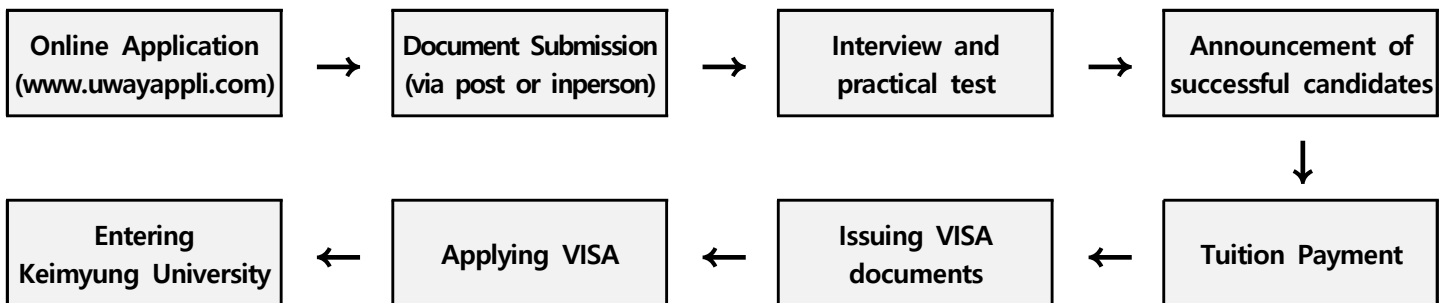 Online Application
(www.uwayappli.com)
Document Submission
(via post or inperson)
Interview and
practical test
Announcement of
successful candidates
Tuition Payment
Issuing VISA
documents
Applying VISA
Entering
Keimyung University